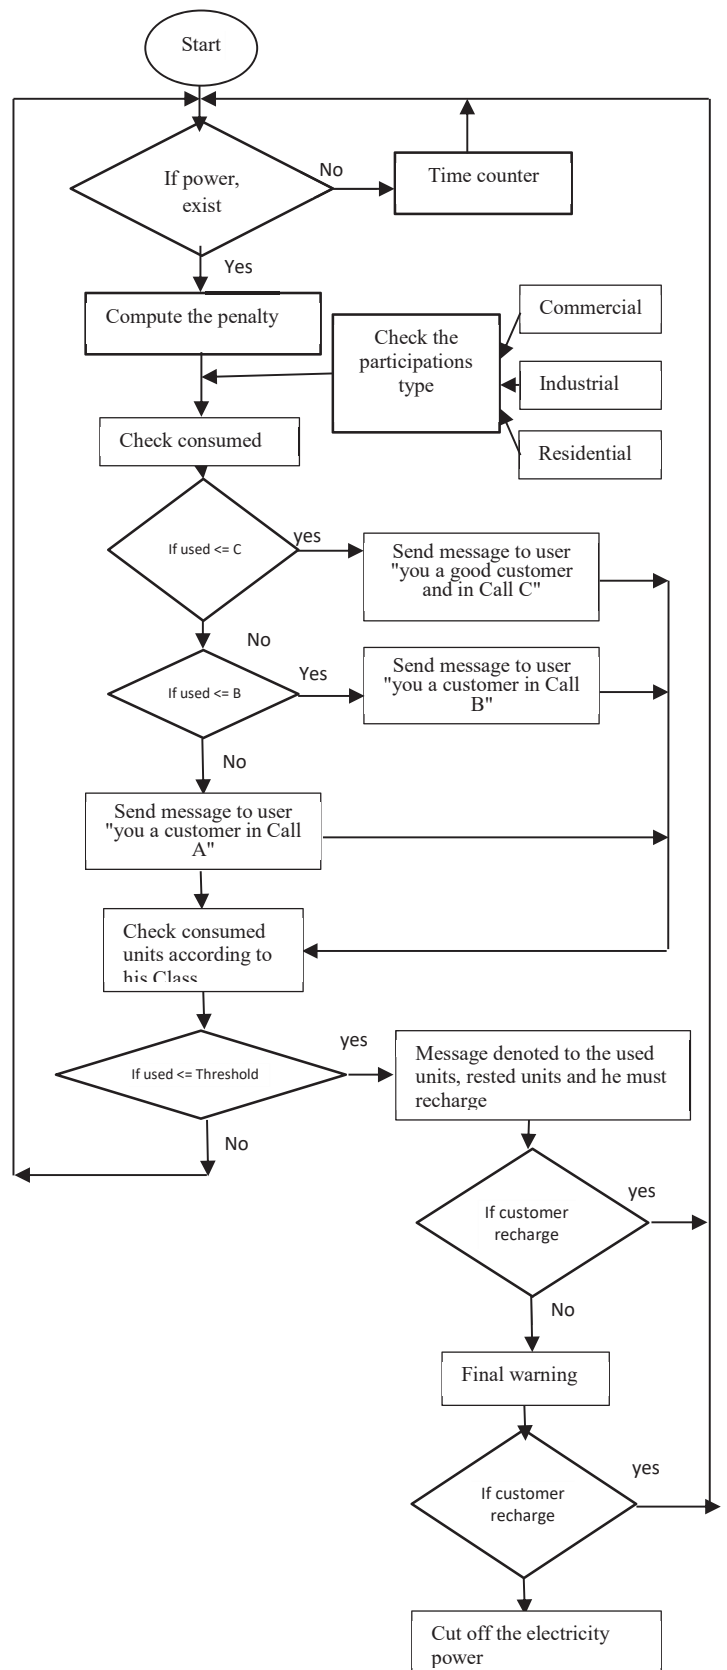 Start
If power,
exist
No
Time counter
Yes
Compute the penalty
Check the
participations
type
Commercial
Industrial
Residential
Check consumed
If used <= C
yes
Send message to user
"you a good customer
and in Call C"
No
If used <= B
Yes
Send message to user
"you a customer in Call
B"
No
Send message to user
"you a customer in Call
A"
Check consumed
units according to
his Class
If used <= Threshold
yes
Message denoted to the used
units, rested units and he must
recharge
No
If customer
recharge
yes
No
Final warning
If customer
recharge
yes
Cut off the electricity
power